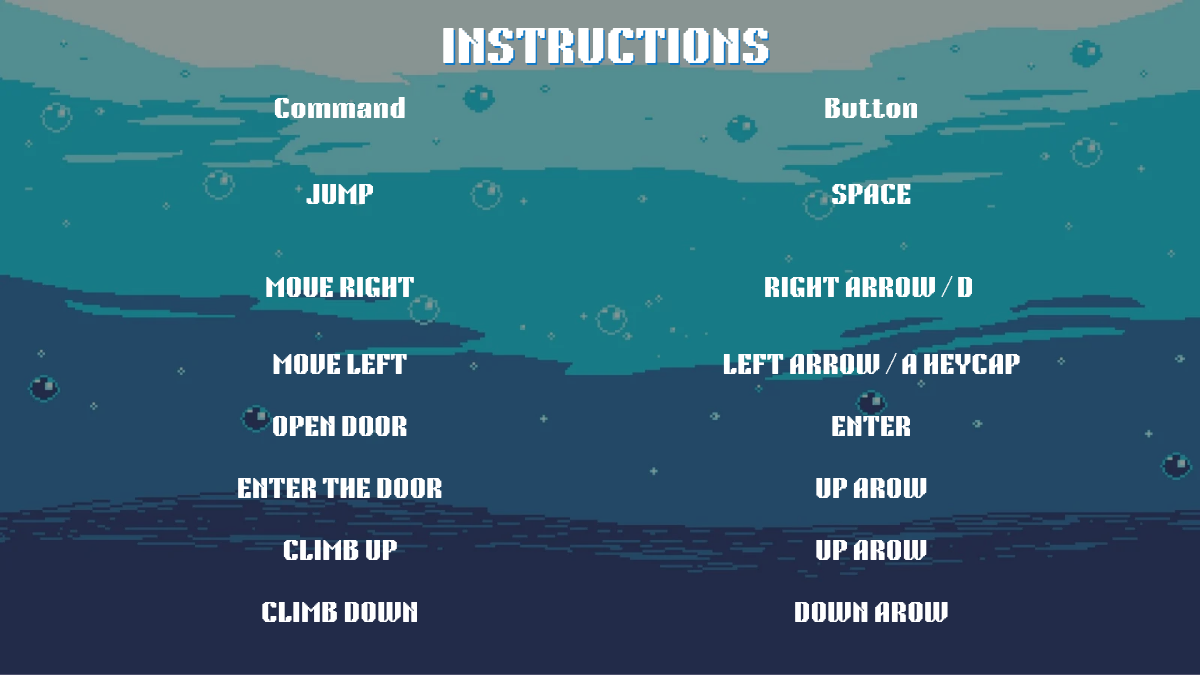 INSTRUCTIONS
Command Button
JUMP SPACE
MOVE RIGHT RIGHT ARROW / D
MOVE LEFT LEFT ARROW / A HEYCAP
OPEN DOOR ENTER
ENTER THE DOOR UP AROW
CLIMB UP UP AROW
CLIMB DOWN DOWN AROW